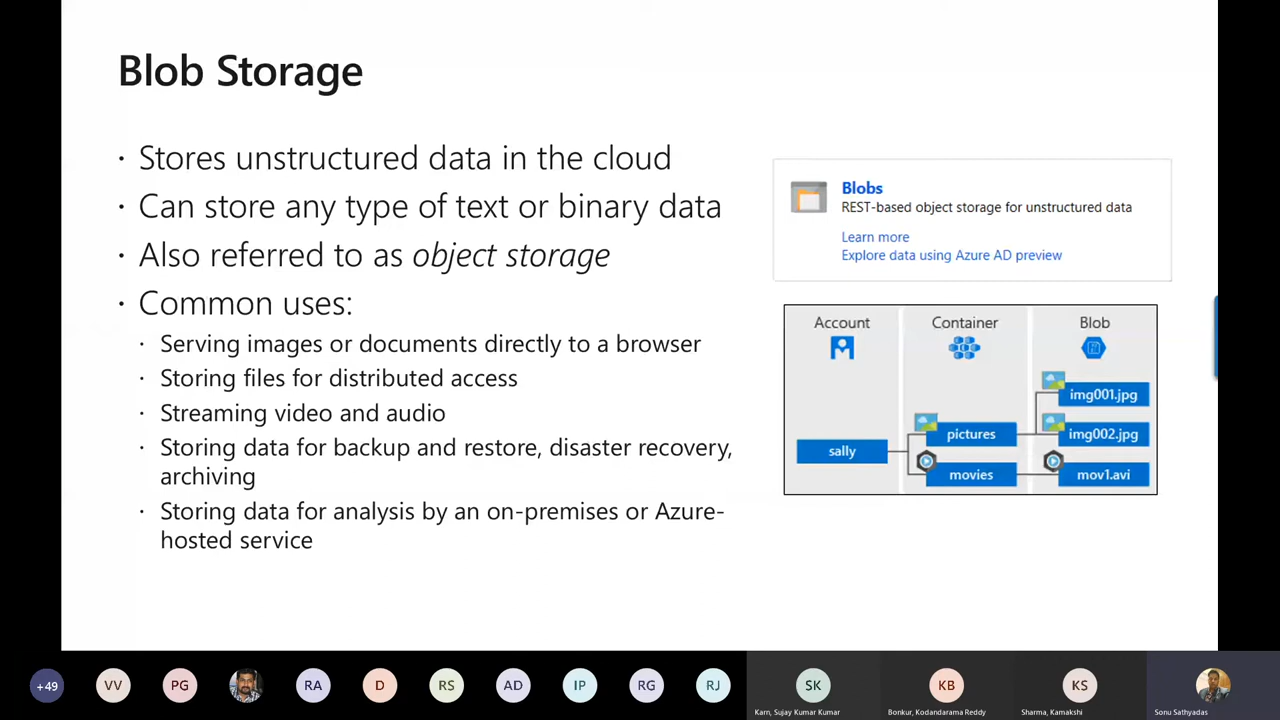 Blob Storage
• Stores unstructured data in the cloud
• Can store any type of text or binary data
• Also referred to as object storage
• Common uses:
• Serving images or documents directly to a browser
• Storing files for distributed access
• Streaming video and audio
• Storing data for backup and restore, disaster recovery,
archiving
• Storing data for analysis by an on-premises or Azure-
hosted service
Blobs
REST-based object storage for unstructured data
Learn more
Explore data using Azure AD preview
Account Container Blob
img001.jpg
pictures img002.jpg
sally
movies mov1.avi
+49 VV PG RA D RS AD IP RG RJ SK KB KS
Karn, Sujay Kumar Kumar Bonkur, Kodandarama Reddy Sharma, Kamakshi Sonu Sathyadas